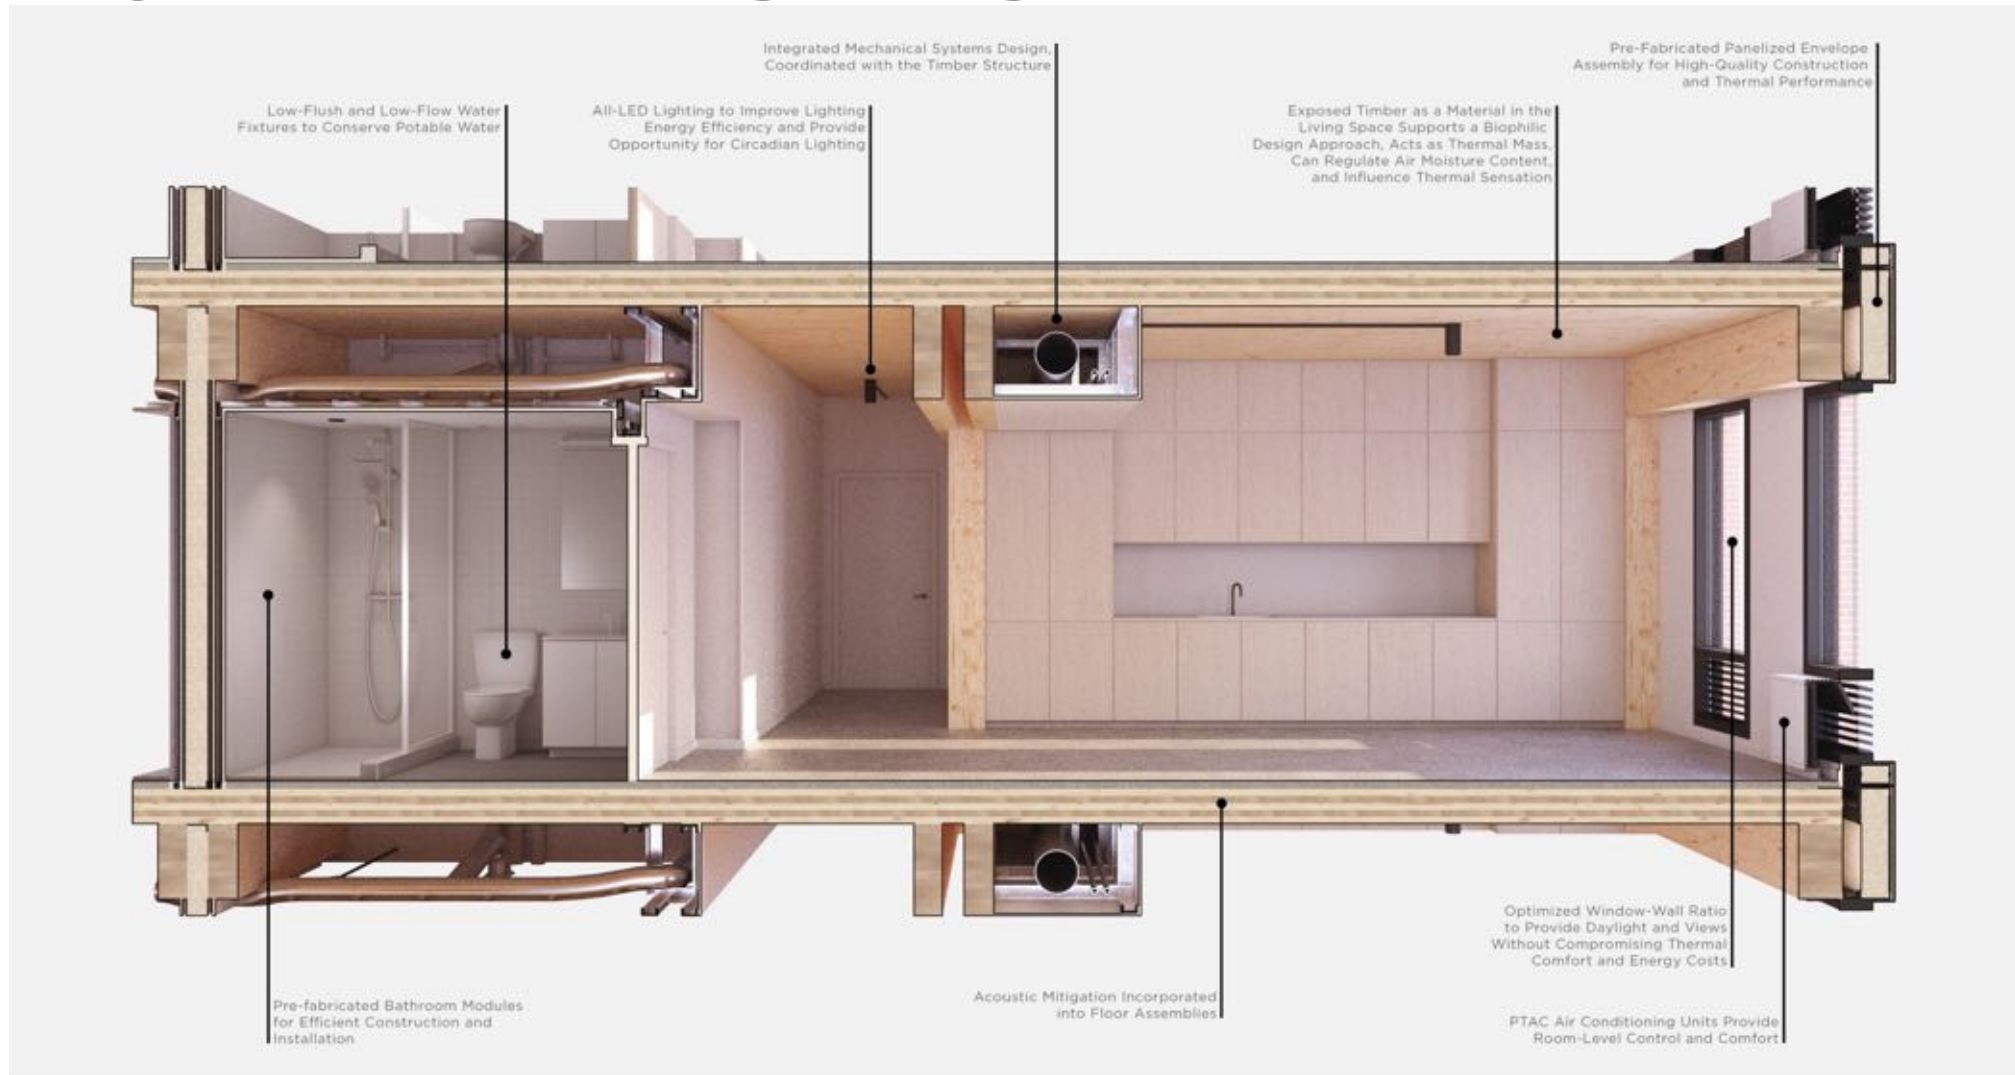 Integrated Mechanical Systems Design,
Coordinated with the Timber Structure
Pre-Fabricated Panelized Envelope
Assembly for High-Quality Construction
and Thermal Performance
Low-Flush and Low-Flow Water
Fixtures to Conserve Potable Water
All-LED Lighting to Improve Lighting
Energy Efficiency and Provide
Opportunity for Circadian Lighting
Exposed Timber as a Material in the
Living Space Supports a Biophilic
Design Approach, Acts as Thermal Mass,
Can Regulate Air Moisture Content,
and Influence Thermal Sensation
Optimized Window-Wall Ratio
to Provide Daylight and Views
Without Compromising Thermal
Comfort and Energy Costs
Pre-fabricated Bathroom Modules
for Efficient Construction and
Installation
Acoustic Mitigation Incorporated
into Floor Assemblies
PTAC Air Conditioning Units Provide
Room-Level Control and Comfort